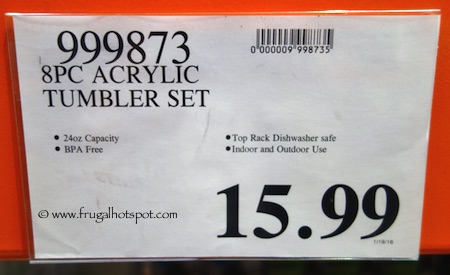 999873
0 000009 998735
8PC ACRYLIC
TUMBLER SET
• 24oz Capacity
• BPA Free
• Top Rack Dishwasher safe
• Indoor and Outdoor Use
15.99
www.frugalhotspot.com
1/18/16